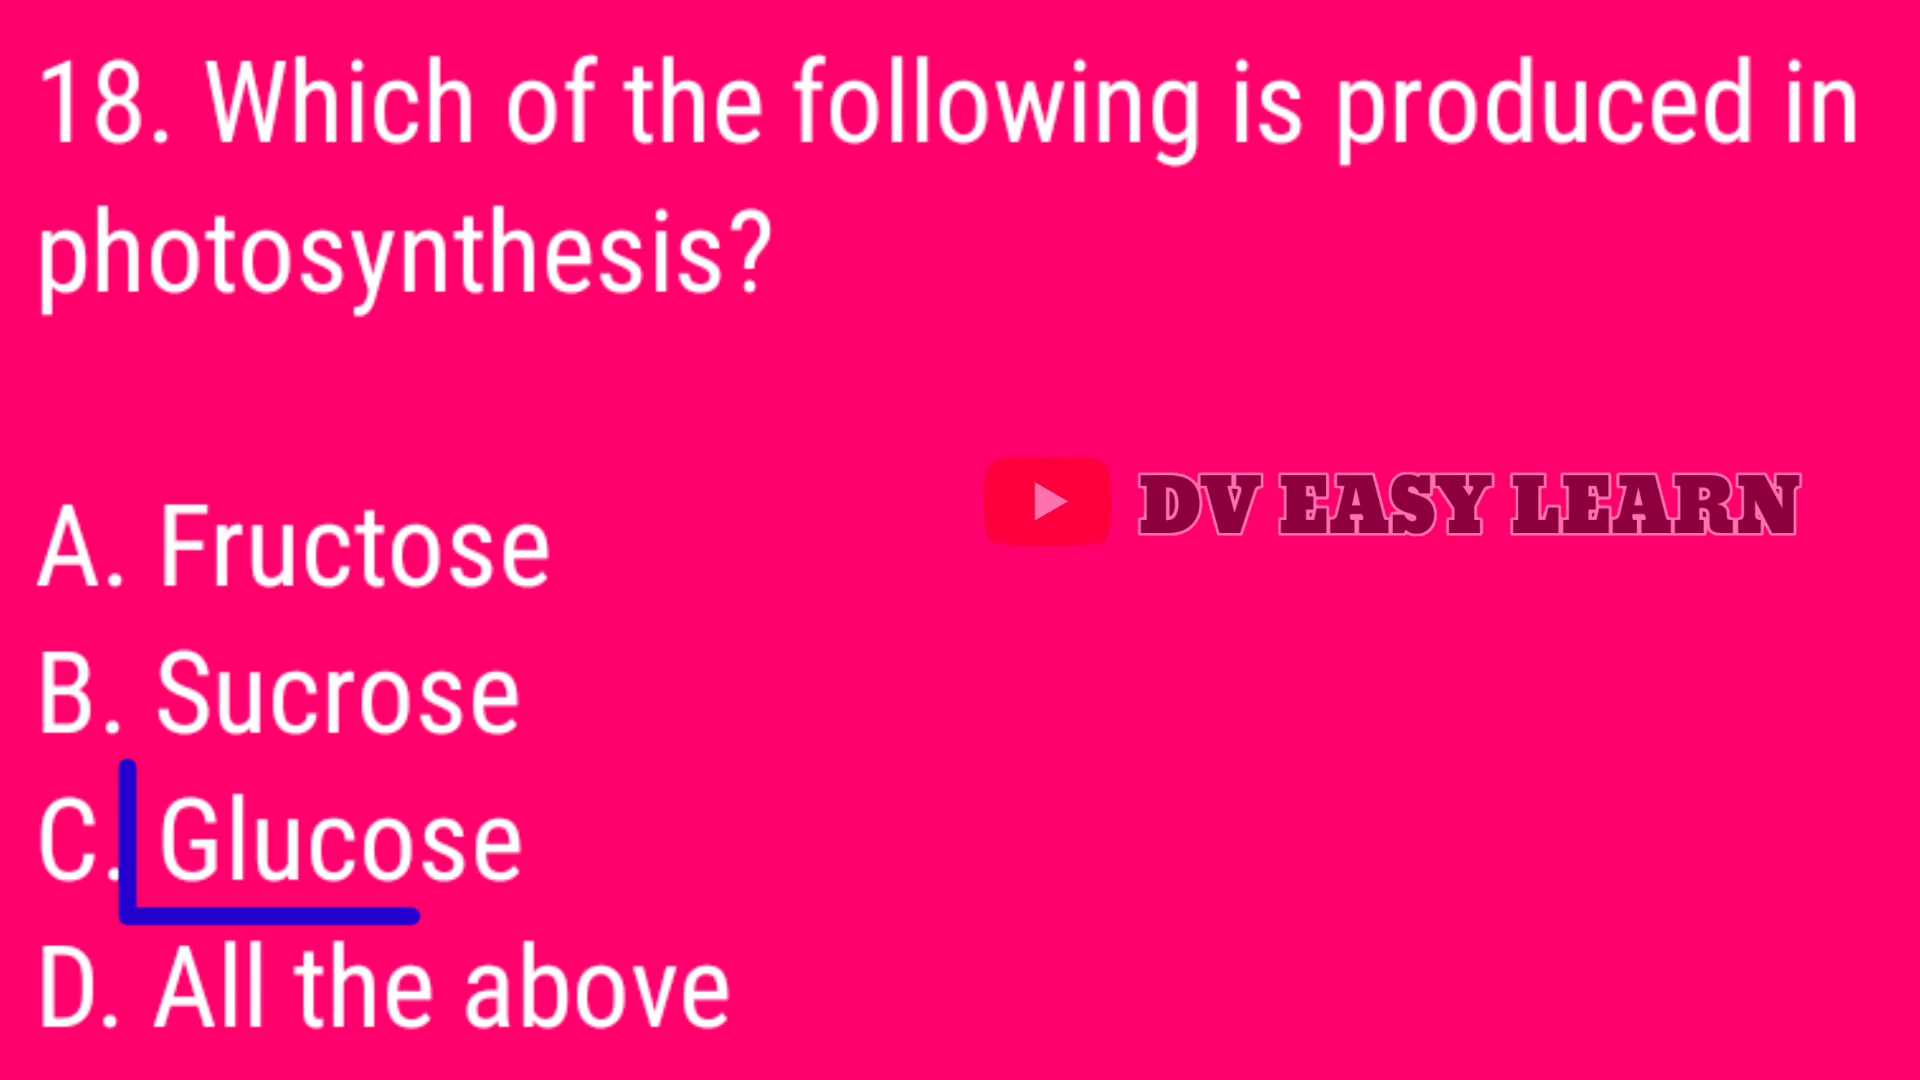 18. Which of the following is produced in
photosynthesis?
A. Fructose
DV EASY LEARN
B. Sucrose
C. Glucose
D. All the above